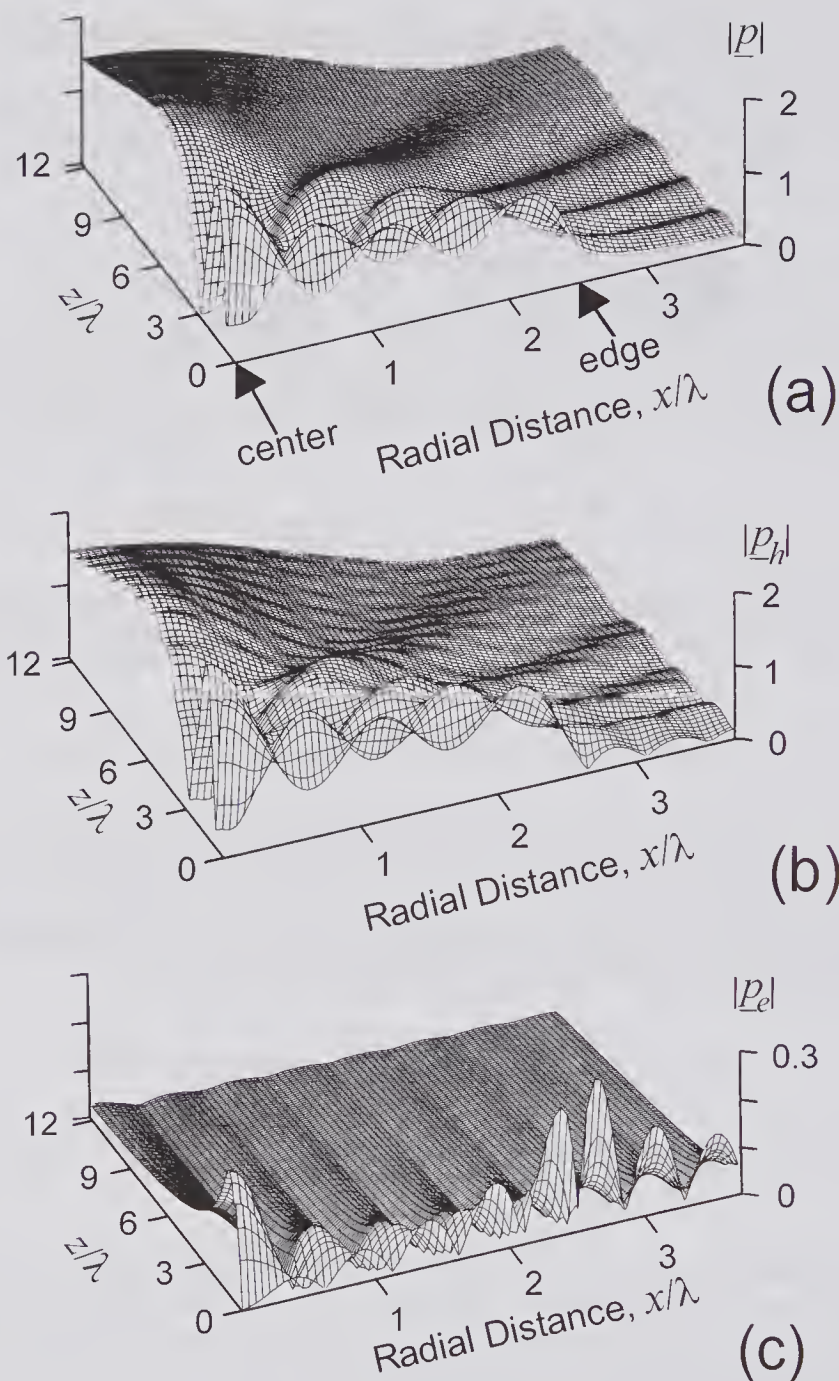 |p|
2
1
0
12
9
6
3
0
z/λ
1
2
3
center
edge
Radial Distance, x/λ
(a)
|p_h|
2
1
0
12
9
6
3
0
z/λ
1
2
3
Radial Distance, x/λ
(b)
|p_e|
0.3
0
12
9
6
3
0
z/λ
1
2
3
Radial Distance, x/λ
(c)